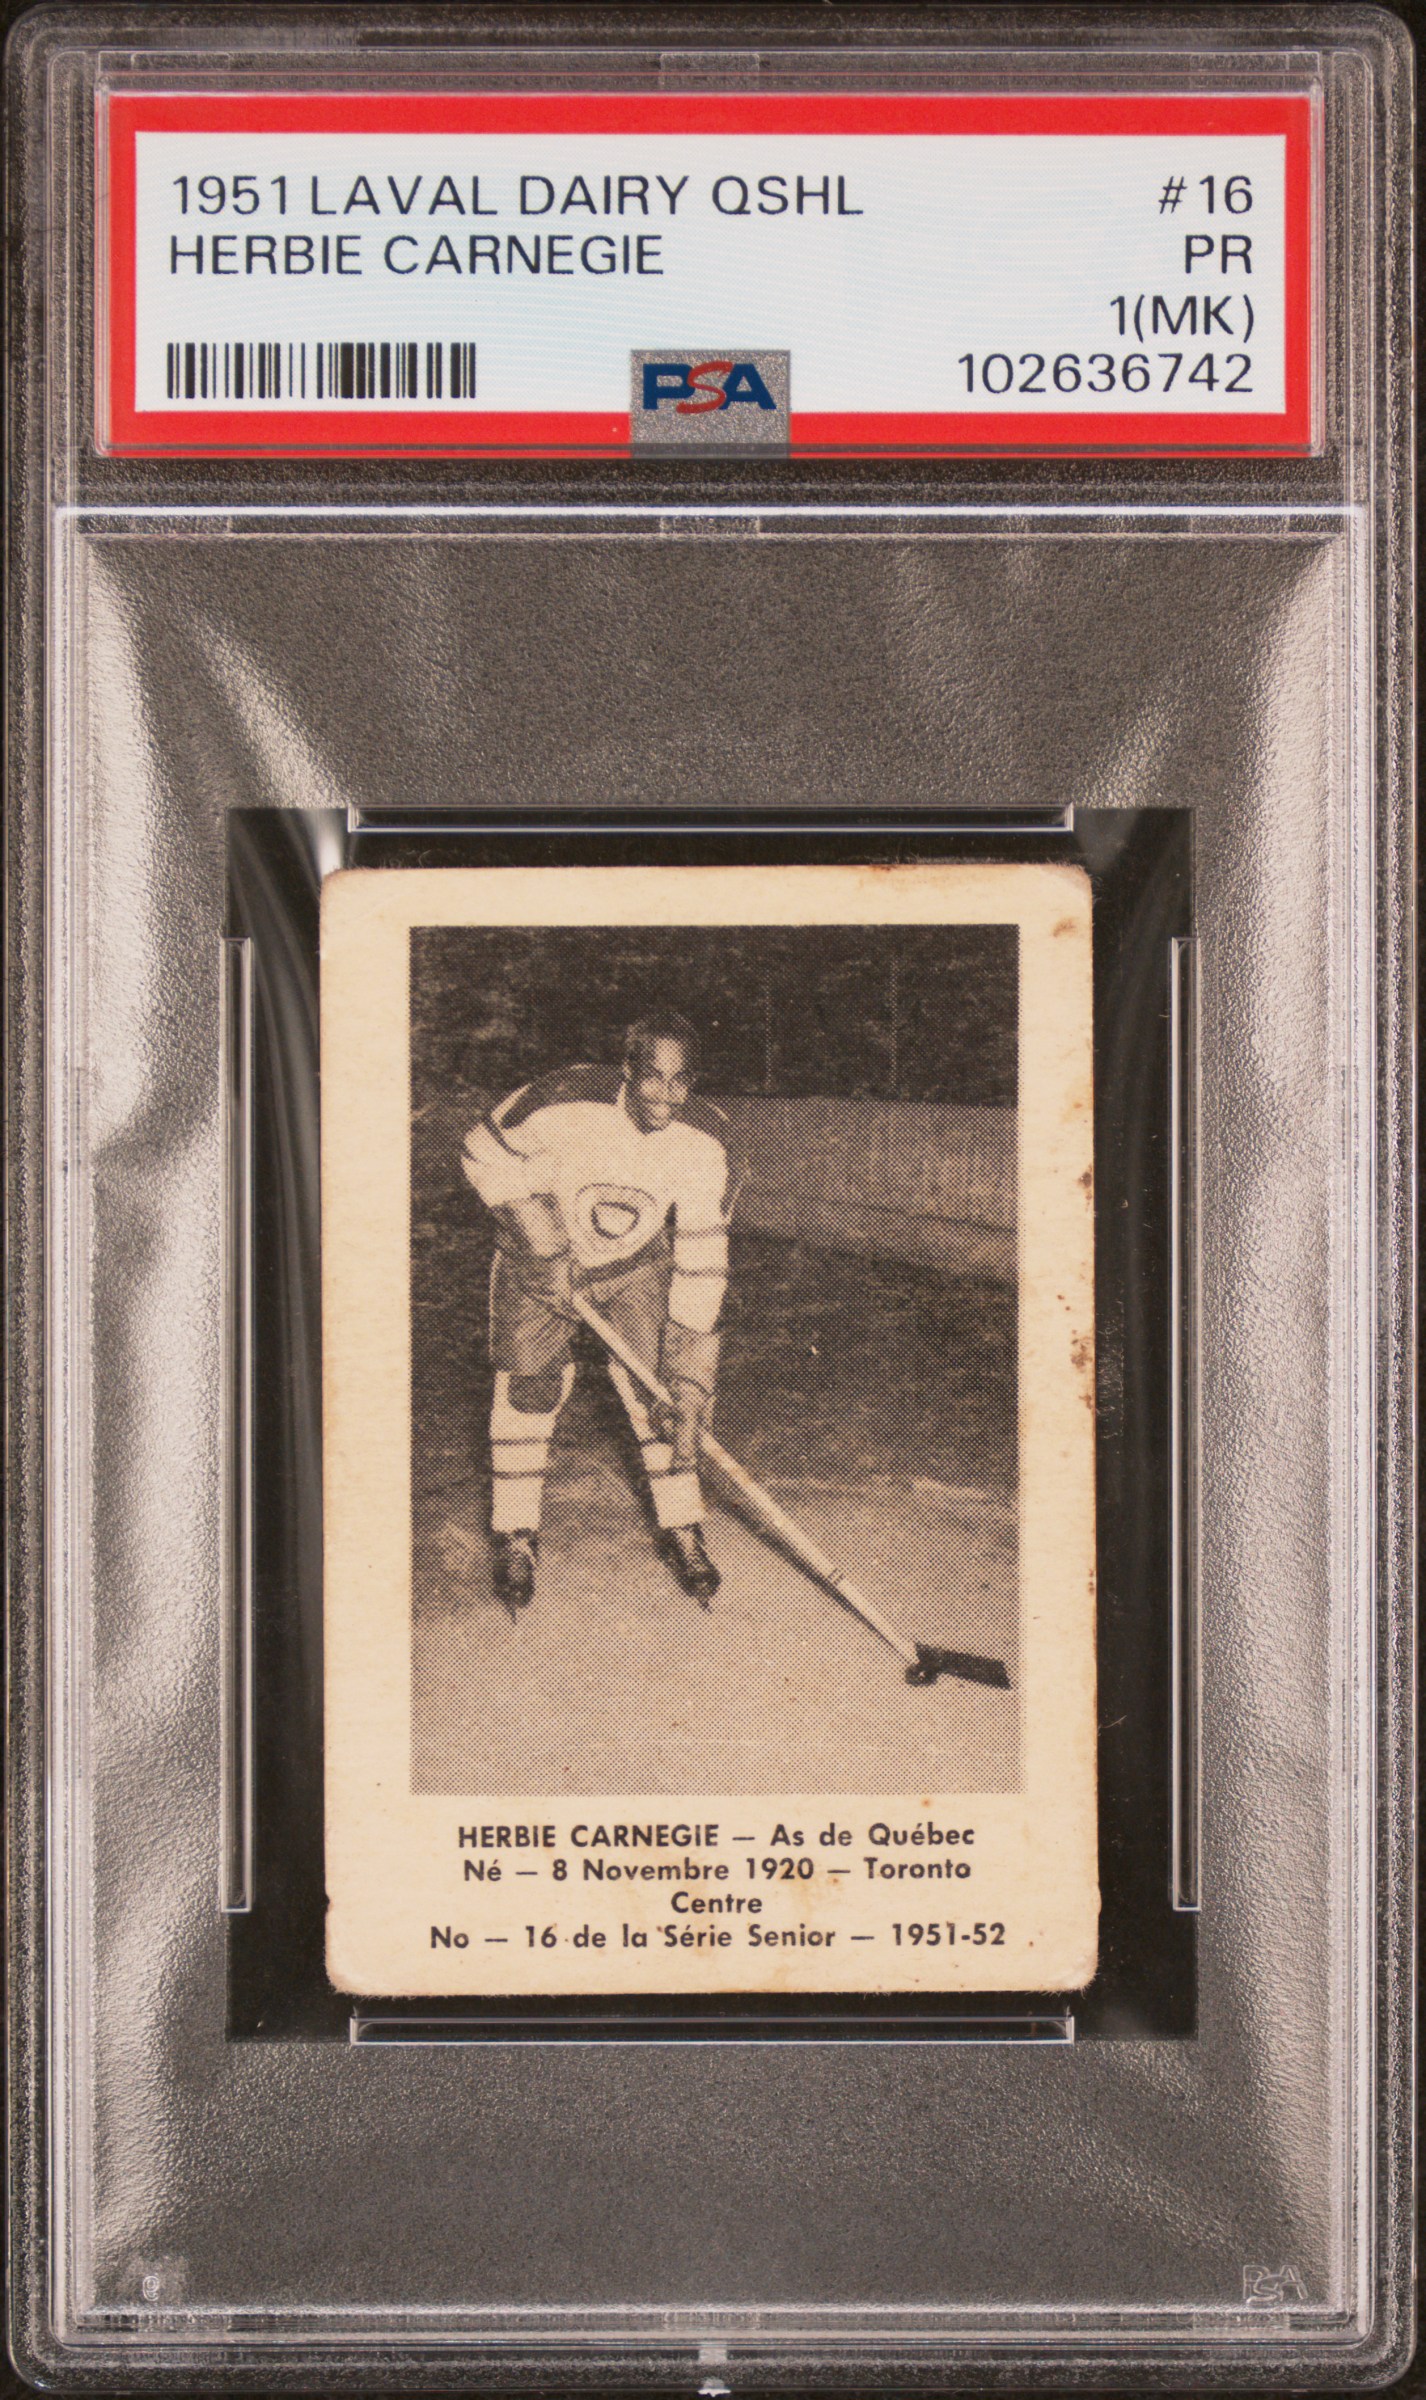 1951 LAVAL DAIRY QSHL #16
HERBIE CARNEGIE PR
1(MK)
PSA 102636742
HERBIE CARNEGIE — As de Québec
Né — 8 Novembre 1920 — Toronto
Centre
No — 16 de la Série Senior — 1951-52
PSA